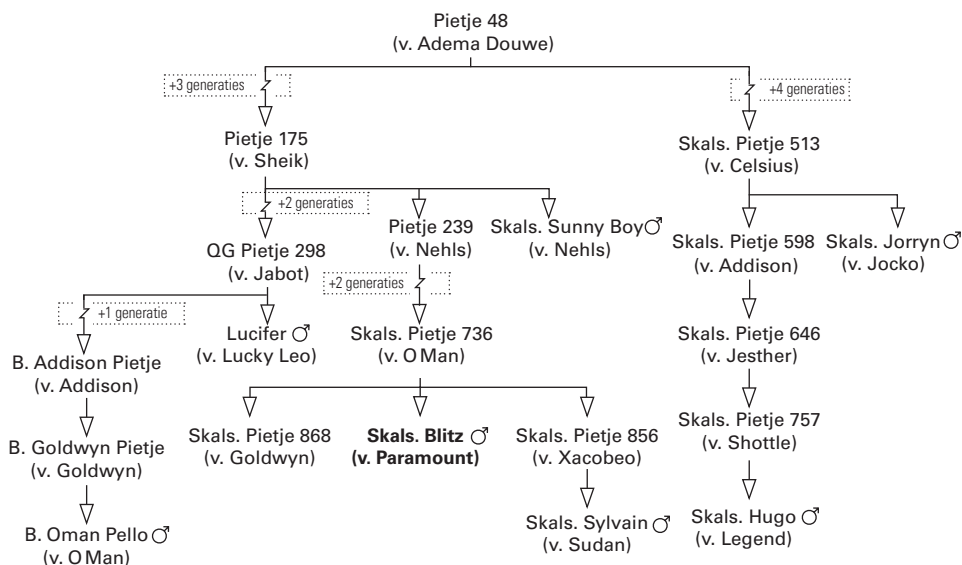 Pietje 48
(v. Adema Douwe)
+3 generaties
+4 generaties
Pietje 175
(v. Sheik)
Skals. Pietje 513
(v. Celsius)
+2 generaties
QG Pietje 298
(v. Jabot)
Pietje 239
(v. Nehls)
Skals. Sunny Boy ♂
(v. Nehls)
Skals. Pietje 598
(v. Addison)
Skals. Jorryn ♂
(v. Jocko)
+2 generaties
+1 generatie
B. Addison Pietje
(v. Addison)
Lucifer ♂
(v. Lucky Leo)
Skals. Pietje 736
(v. O Man)
Skals. Pietje 646
(v. Jesther)
B. Goldwyn Pietje
(v. Goldwyn)
Skals. Pietje 868
(v. Goldwyn)
Skals. Blitz ♂
(v. Paramount)
Skals. Pietje 856
(v. Xacobeo)
Skals. Pietje 757
(v. Shottle)
B. Oman Pello ♂
(v. O Man)
Skals. Sylvain ♂
(v. Sudan)
Skals. Hugo ♂
(v. Legend)